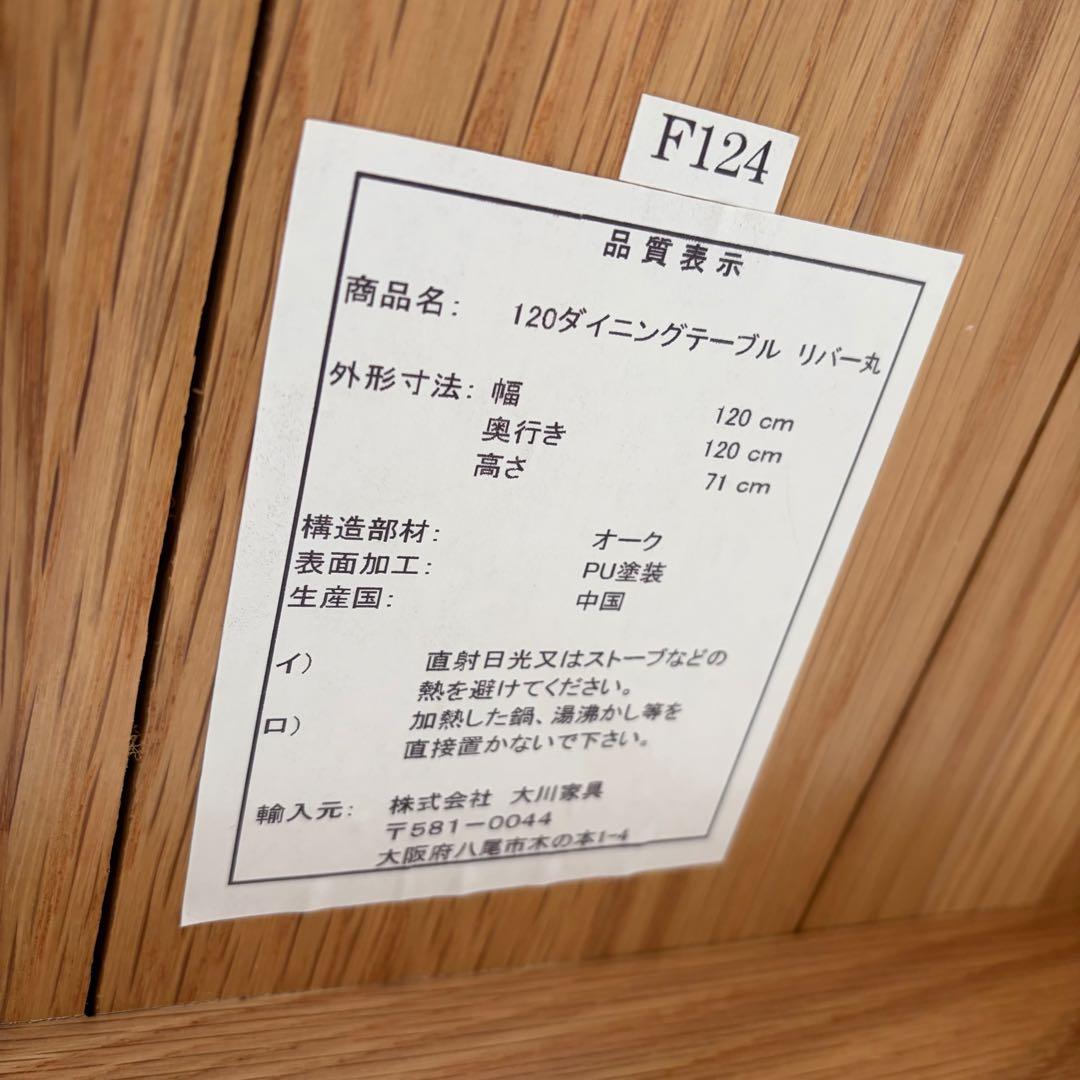 F124
品質表示
商品名: 120ダイニングテーブル リバー丸
外形寸法: 幅 120 cm
奥行き 120 cm
高さ 71 cm
構造部材: オーク
表面加工: PU塗装
生産国: 中国
イ) 直射日光又はストーブなどの
熱を避けてください。
ロ) 加熱した鍋、湯沸かし等を
直接置かないで下さい。
輸入元: 株式会社 大川家具
〒581-0044
大阪府八尾市木の本1-4